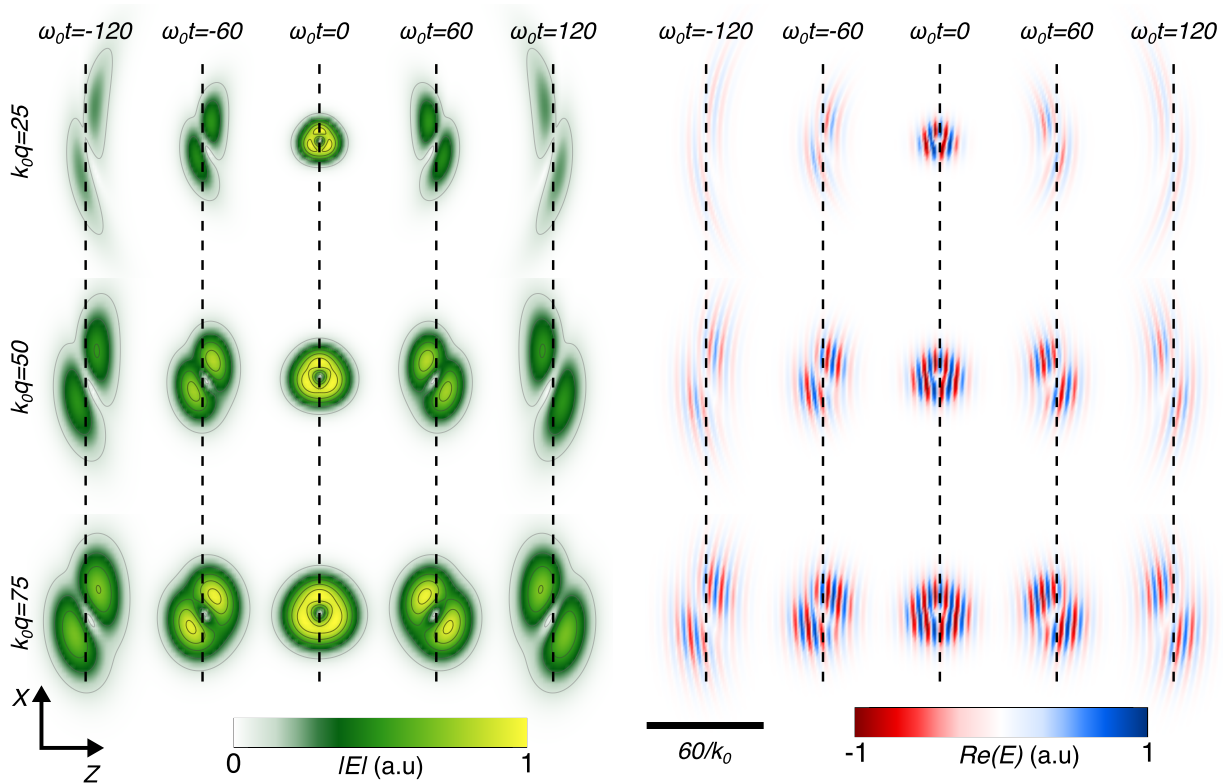 ω₀t=-120 ω₀t=-60 ω₀t=0 ω₀t=60 ω₀t=120 ω₀t=-120 ω₀t=-60 ω₀t=0 ω₀t=60 ω₀t=120
k₀q=25
k₀q=50
k₀q=75
X
Z
0 |E| (a.u) 1
60/k₀
-1 Re(E) (a.u) 1